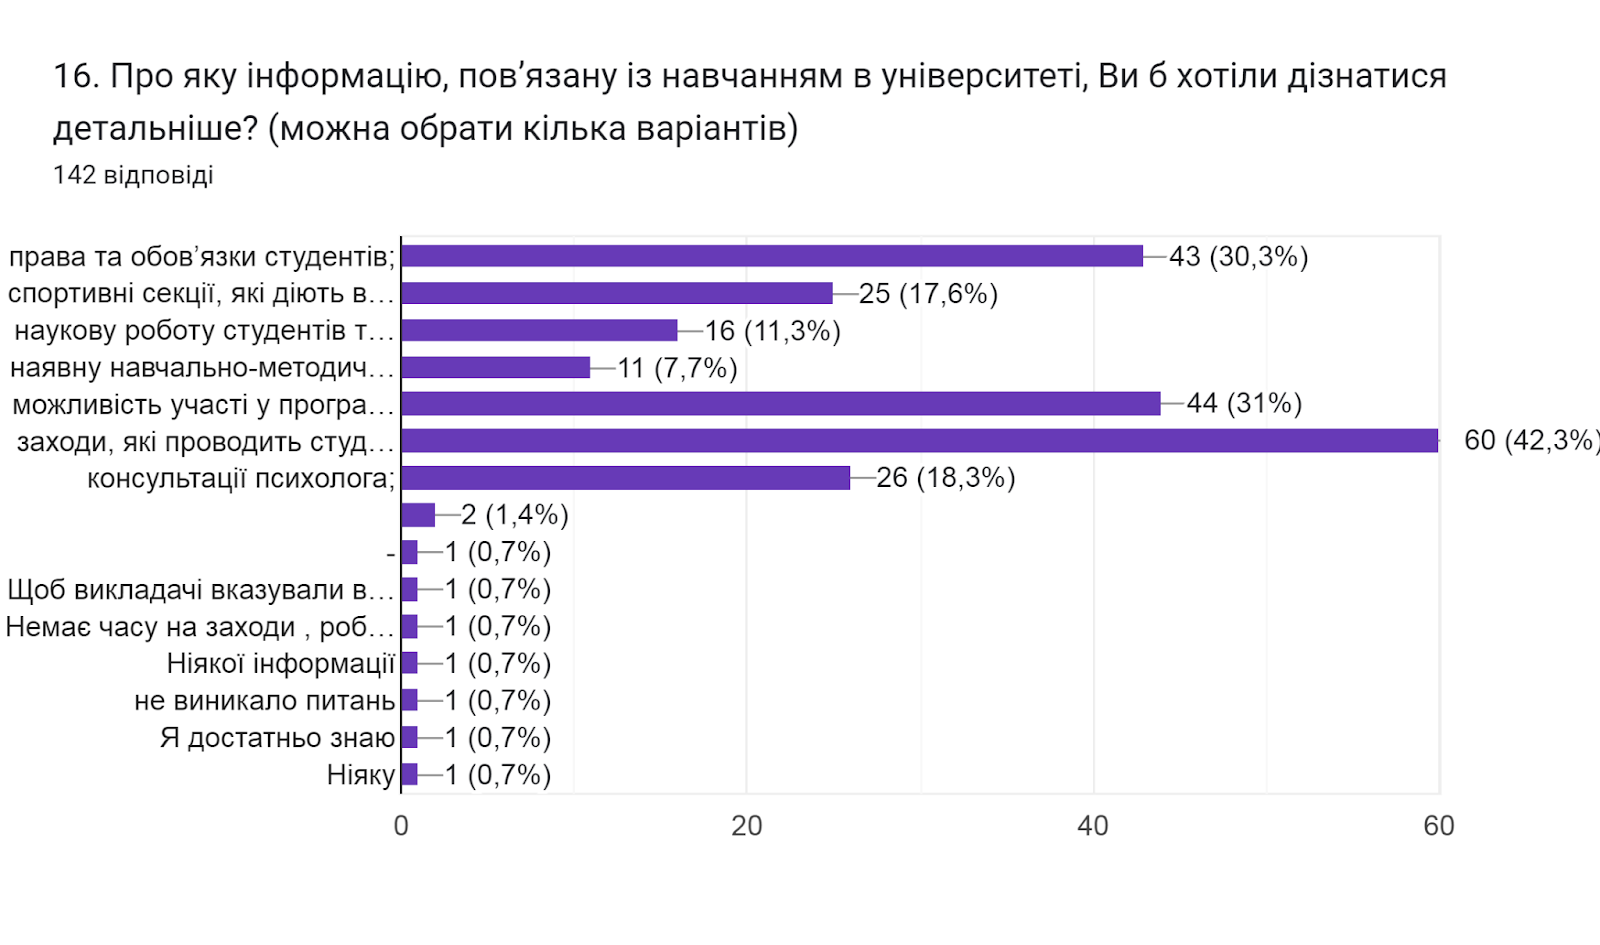 16. Про яку інформацію, пов’язану із навчанням в університеті, Ви б хотіли дізнатися
детальніше? (можна обрати кілька варіантів)
142 відповіді
права та обов’язки студентів; 43 (30,3%)
спортивні секції, які діють в… 25 (17,6%)
наукову роботу студентів т… 16 (11,3%)
наявну навчально-методич… 11 (7,7%)
можливість участі у програ… 44 (31%)
заходи, які проводить студ… 60 (42,3%)
консультації психолога; 26 (18,3%)
2 (1,4%)
- 1 (0,7%)
Щоб викладачі вказували в… 1 (0,7%)
Немає часу на заходи , роб… 1 (0,7%)
Ніякої інформації 1 (0,7%)
не виникало питань 1 (0,7%)
Я достатньо знаю 1 (0,7%)
Ніяку 1 (0,7%)
0 20 40 60